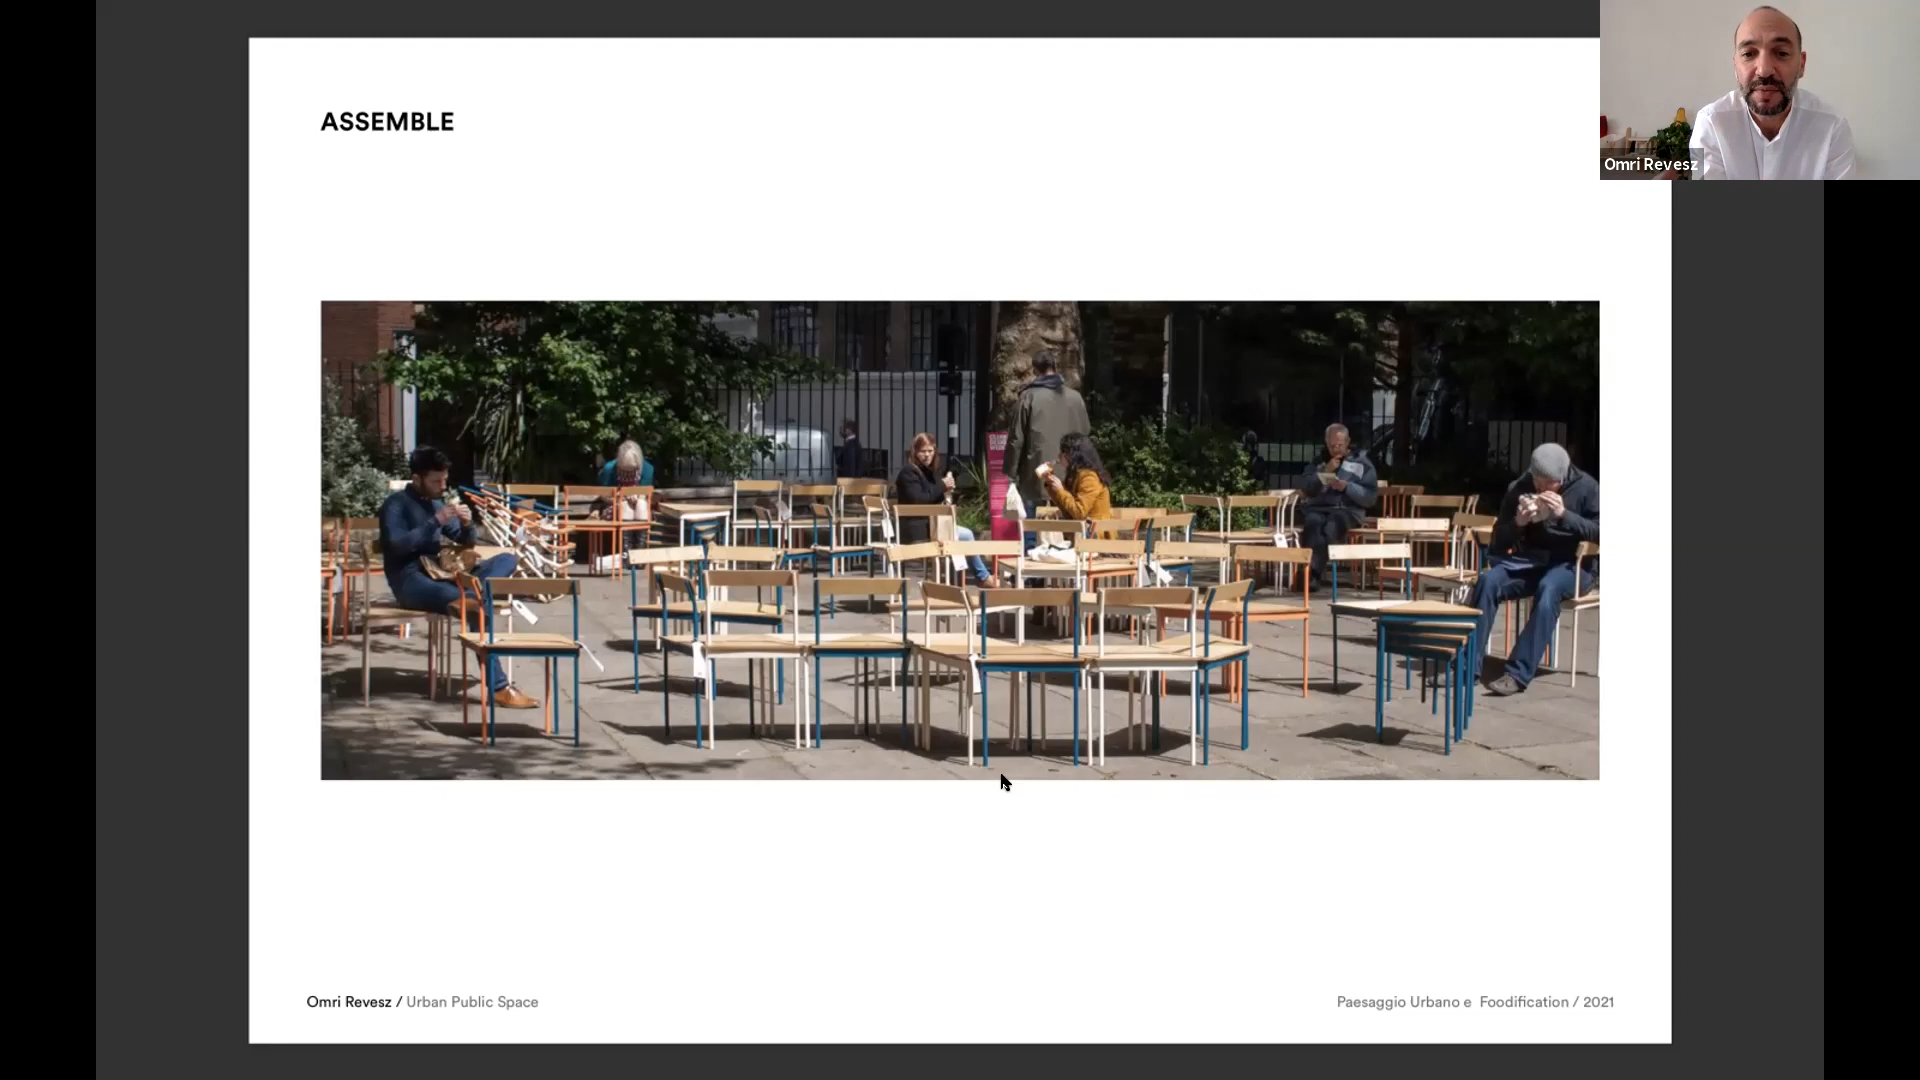 ASSEMBLE
Omri Revesz
Omri Revesz / Urban Public Space
Paesaggio Urbano e Foodification / 2021